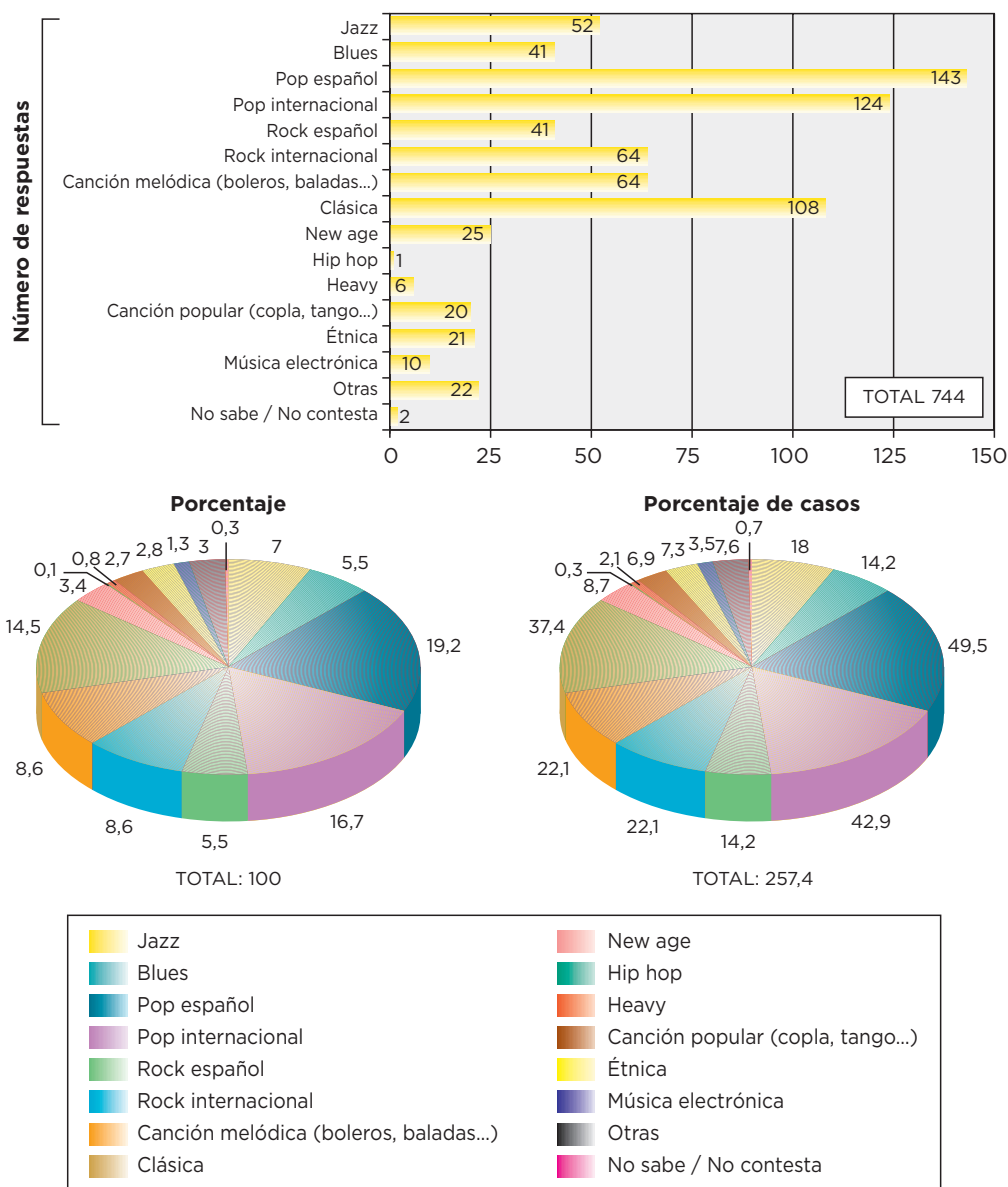 Número de respuestas
Jazz 52
Blues 41
Pop español 143
Pop internacional 124
Rock español 41
Rock internacional 64
Canción melódica (boleros, baladas...) 64
Clásica 108
New age 25
Hip hop 1
Heavy 6
Canción popular (copla, tango...) 20
Étnica 21
Música electrónica 10
Otras 22
No sabe / No contesta 2
TOTAL 744
0 25 50 75 100 125 150
Porcentaje
0,3
7
5,5
19,2
16,7
5,5
8,6
8,6
14,5
3,4
0,1
0,8
2,7
2,8
1,3
3
TOTAL: 100
Porcentaje de casos
0,7
18
14,2
49,5
42,9
14,2
22,1
22,1
37,4
8,7
0,3
2,1
6,9
7,3
3,5
7,6
TOTAL: 257,4
Jazz
Blues
Pop español
Pop internacional
Rock español
Rock internacional
Canción melódica (boleros, baladas...)
Clásica
New age
Hip hop
Heavy
Canción popular (copla, tango...)
Étnica
Música electrónica
Otras
No sabe / No contesta